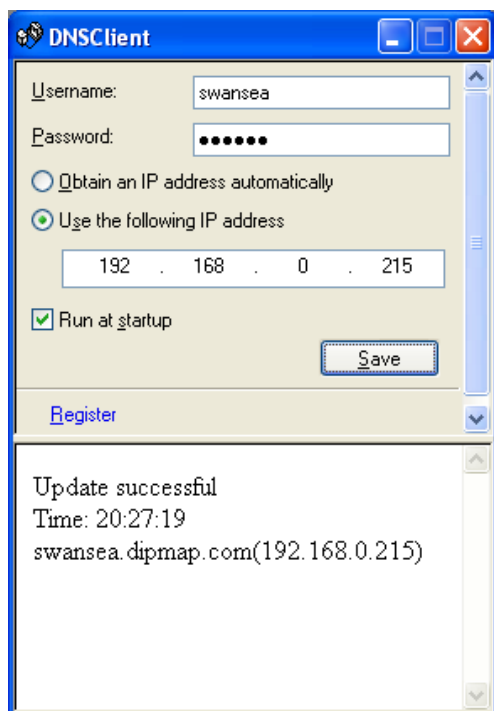 DNSClient
Username: swansea
Password: ●●●●●●
Obtain an IP address automatically
Use the following IP address
192 . 168 . 0 . 215
Run at startup
Save
Register
Update successful
Time: 20:27:19
swansea.dipmap.com(192.168.0.215)